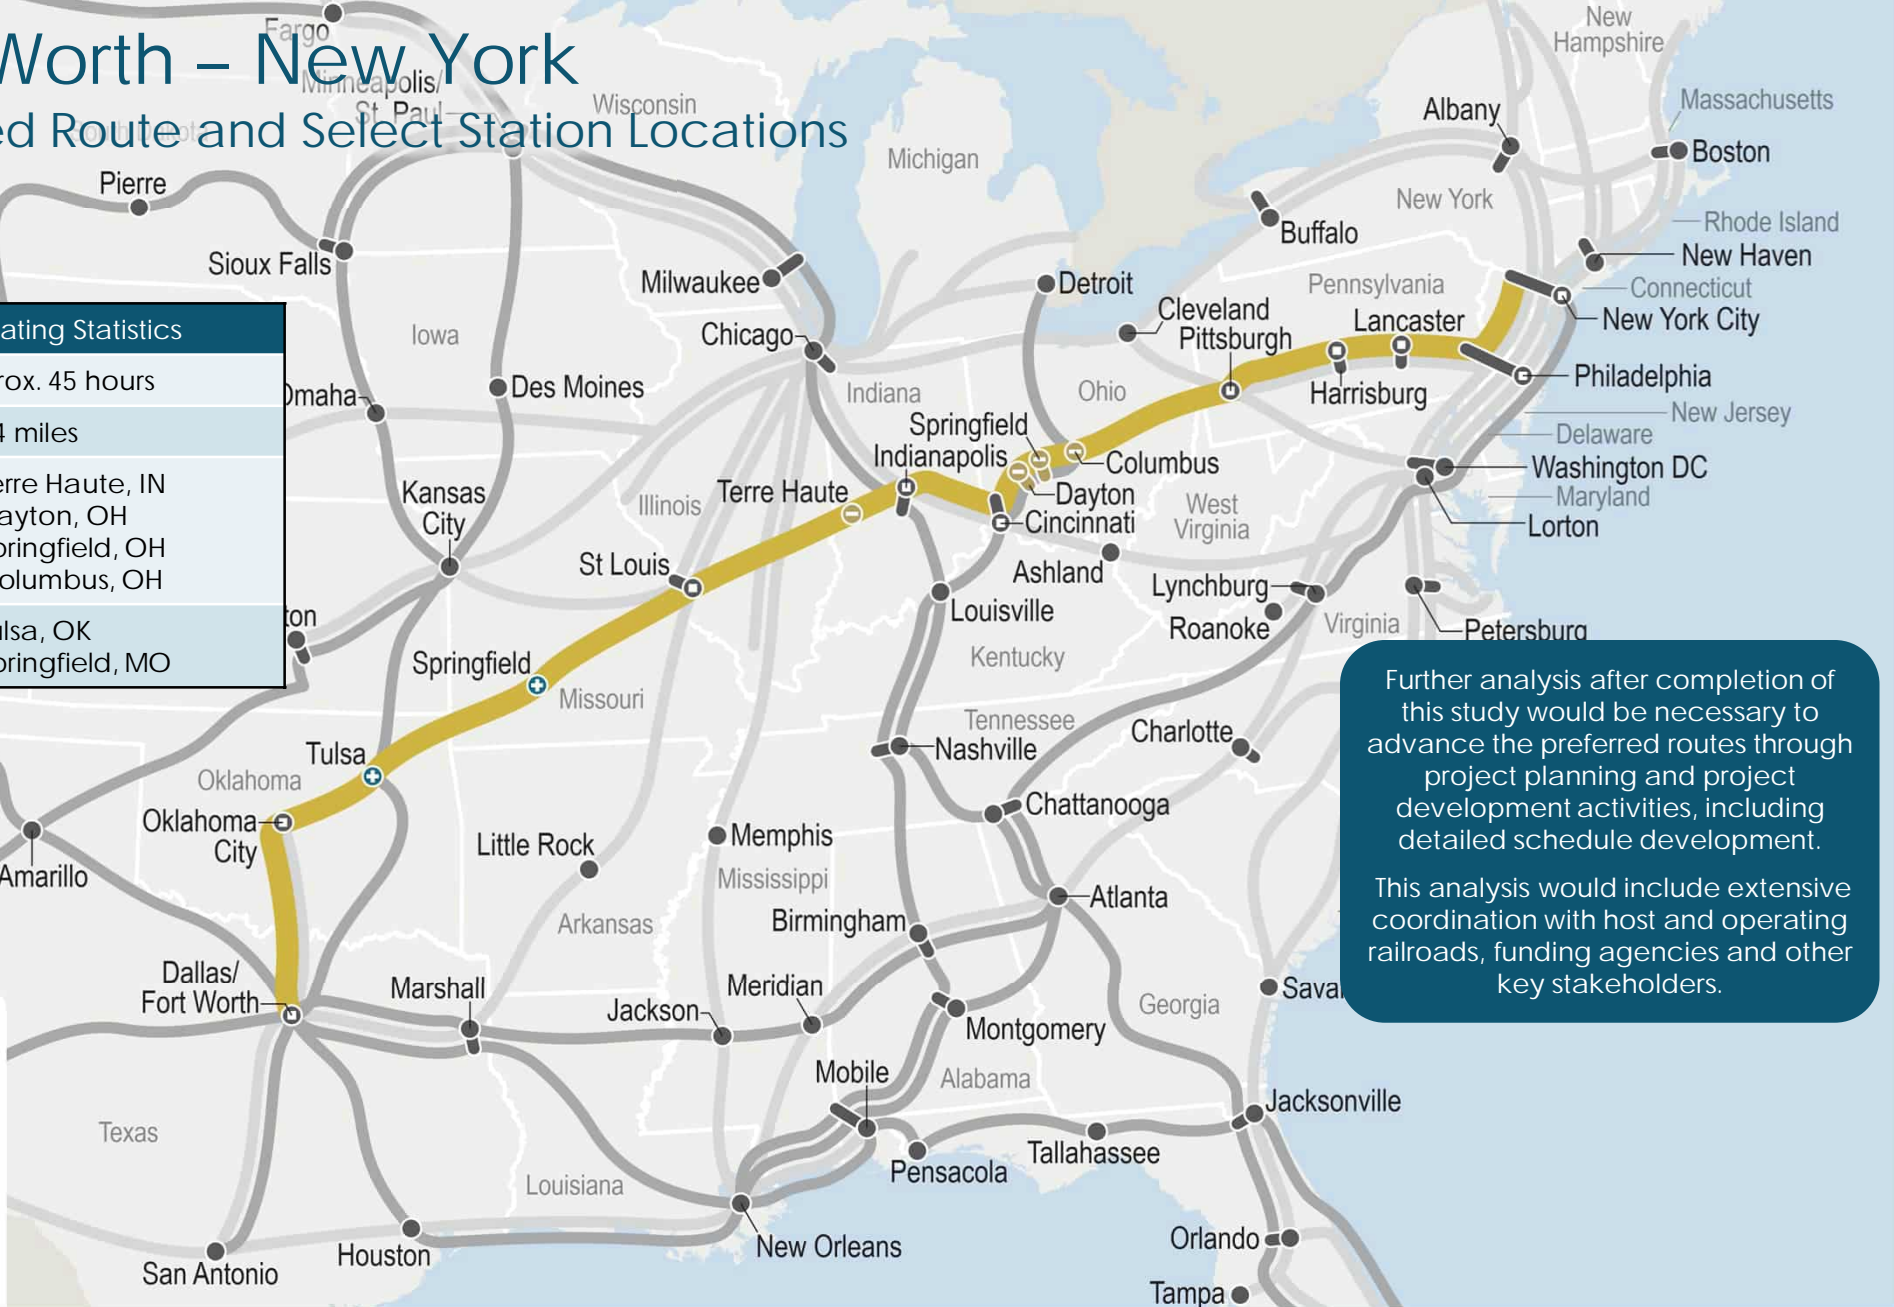 Worth – New York
ed Route and Select Station Locations
Fargo
Minneapolis/
St. Paul
South Dakota
Wisconsin
Michigan
New
Hampshire
Massachusetts
Albany
Boston
New York
Rhode Island
Buffalo
New Haven
Connecticut
New York City
Pierre
Sioux Falls
Milwaukee
Detroit
Cleveland
Pennsylvania
Pittsburgh
Lancaster
Chicago
Iowa
ating Statistics
rox. 45 hours
4 miles
erre Haute, IN
ayton, OH
pringfield, OH
olumbus, OH
ulsa, OK
pringfield, MO
Omaha
Des Moines
Indiana
Ohio
Harrisburg
Philadelphia
New Jersey
Delaware
Washington DC
Maryland
Lorton
Springfield
Indianapolis
Columbus
Dayton
Cincinnati
Terre Haute
Kansas
City
Illinois
West
Virginia
St Louis
Ashland
Lynchburg
Louisville
Roanoke
Virginia
Petersburg
ton
Springfield
Missouri
Kentucky
Tennessee
Nashville
Charlotte
Tulsa
Oklahoma
Oklahoma
City
Chattanooga
Little Rock
Memphis
Mississippi
Amarillo
Arkansas
Birmingham
Atlanta
Dallas/
Fort Worth
Marshall
Jackson
Meridian
Montgomery
Georgia
Sava
Mobile
Alabama
Jacksonville
Texas
Louisiana
Pensacola
Tallahassee
Houston
San Antonio
New Orleans
Orlando
Tampa
Further analysis after completion of
this study would be necessary to
advance the preferred routes through
project planning and project
development activities, including
detailed schedule development.
This analysis would include extensive
coordination with host and operating
railroads, funding agencies and other
key stakeholders.